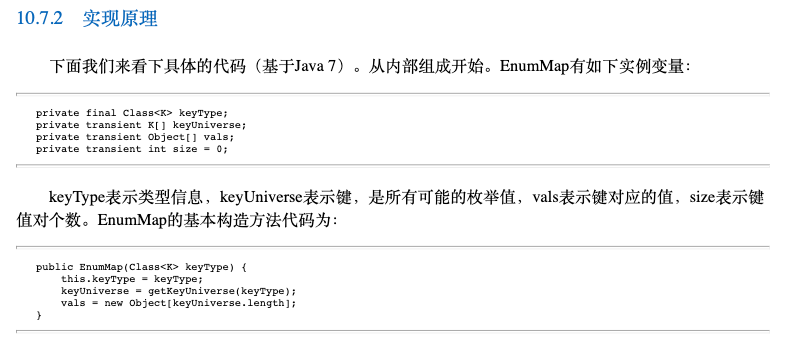 10.7.2 实现原理
下面我们来看下具体的代码（基于Java 7）。从内部组成开始。EnumMap有如下实例变量：
private final Class<K> keyType;
private transient K[] keyUniverse;
private transient Object[] vals;
private transient int size = 0;
keyType表示类型信息，keyUniverse表示键，是所有可能的枚举值，vals表示键对应的值，size表示键
值对个数。EnumMap的基本构造方法代码为：
public EnumMap(Class<K> keyType) {
    this.keyType = keyType;
    keyUniverse = getKeyUniverse(keyType);
    vals = new Object[keyUniverse.length];
}